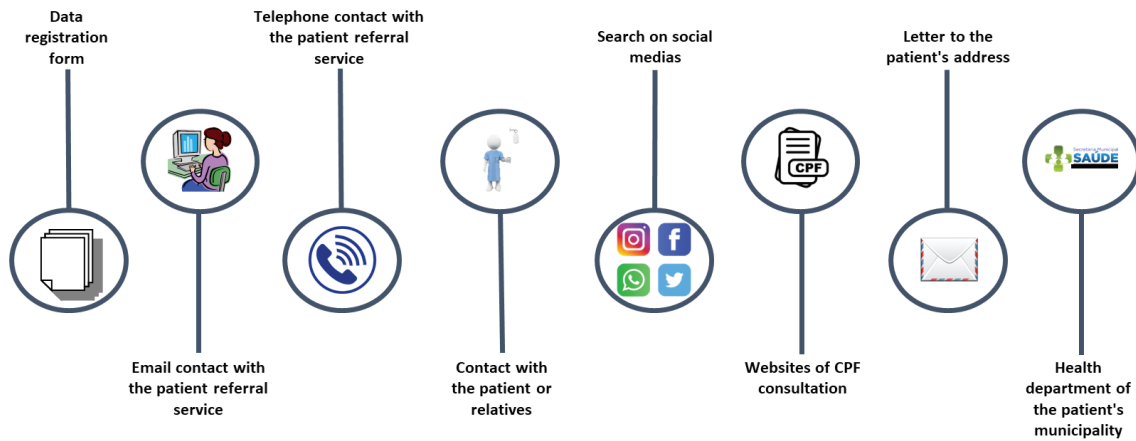 Data
registration
form
Email contact with
the patient referral
service
Telephone contact with
the patient referral
service
Contact with
the patient or
relatives
Search on social
medias
CPF
Websites of CPF
consultation
Letter to the
patient's address
Secretaria Municipal
SAÚDE
Health
department of
the patient's
municipality